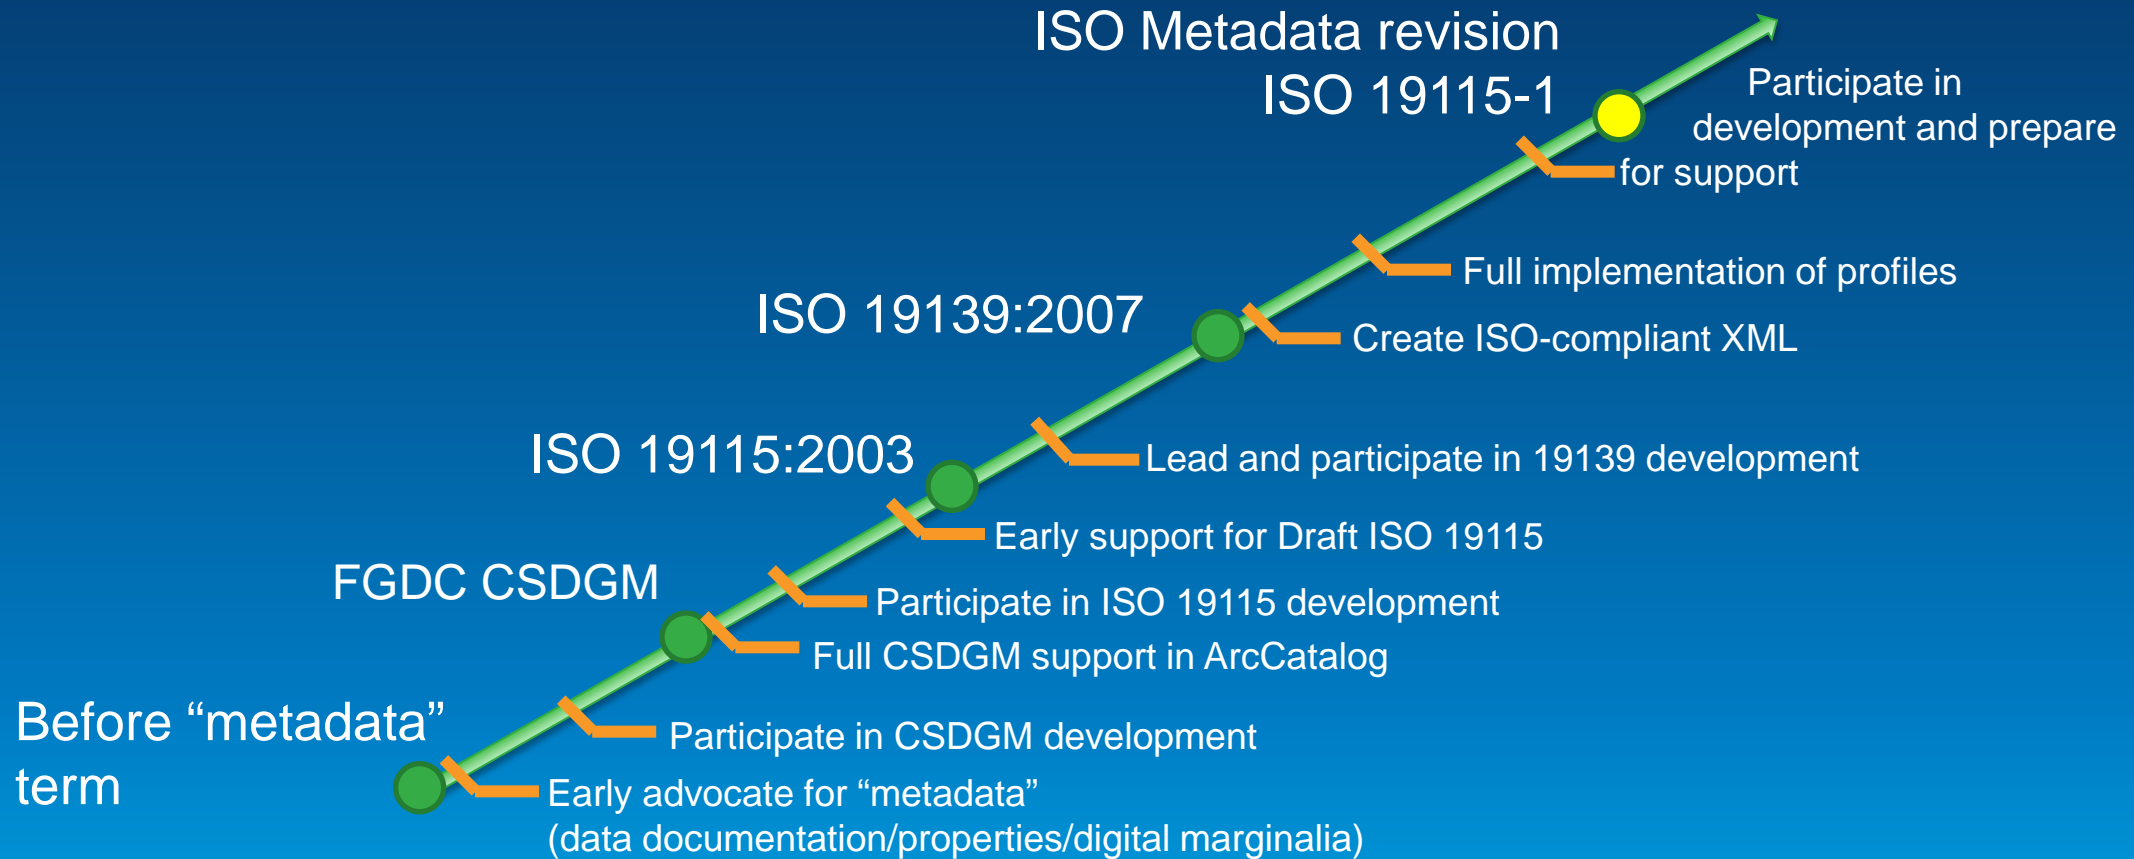 ISO Metadata revision
ISO 19115-1
Participate in
development and prepare
for support
Full implementation of profiles
ISO 19139:2007
Create ISO-compliant XML
ISO 19115:2003
Lead and participate in 19139 development
Early support for Draft ISO 19115
FGDC CSDGM
Participate in ISO 19115 development
Full CSDGM support in ArcCatalog
Before “metadata”
term
Participate in CSDGM development
Early advocate for “metadata”
(data documentation/properties/digital marginalia)